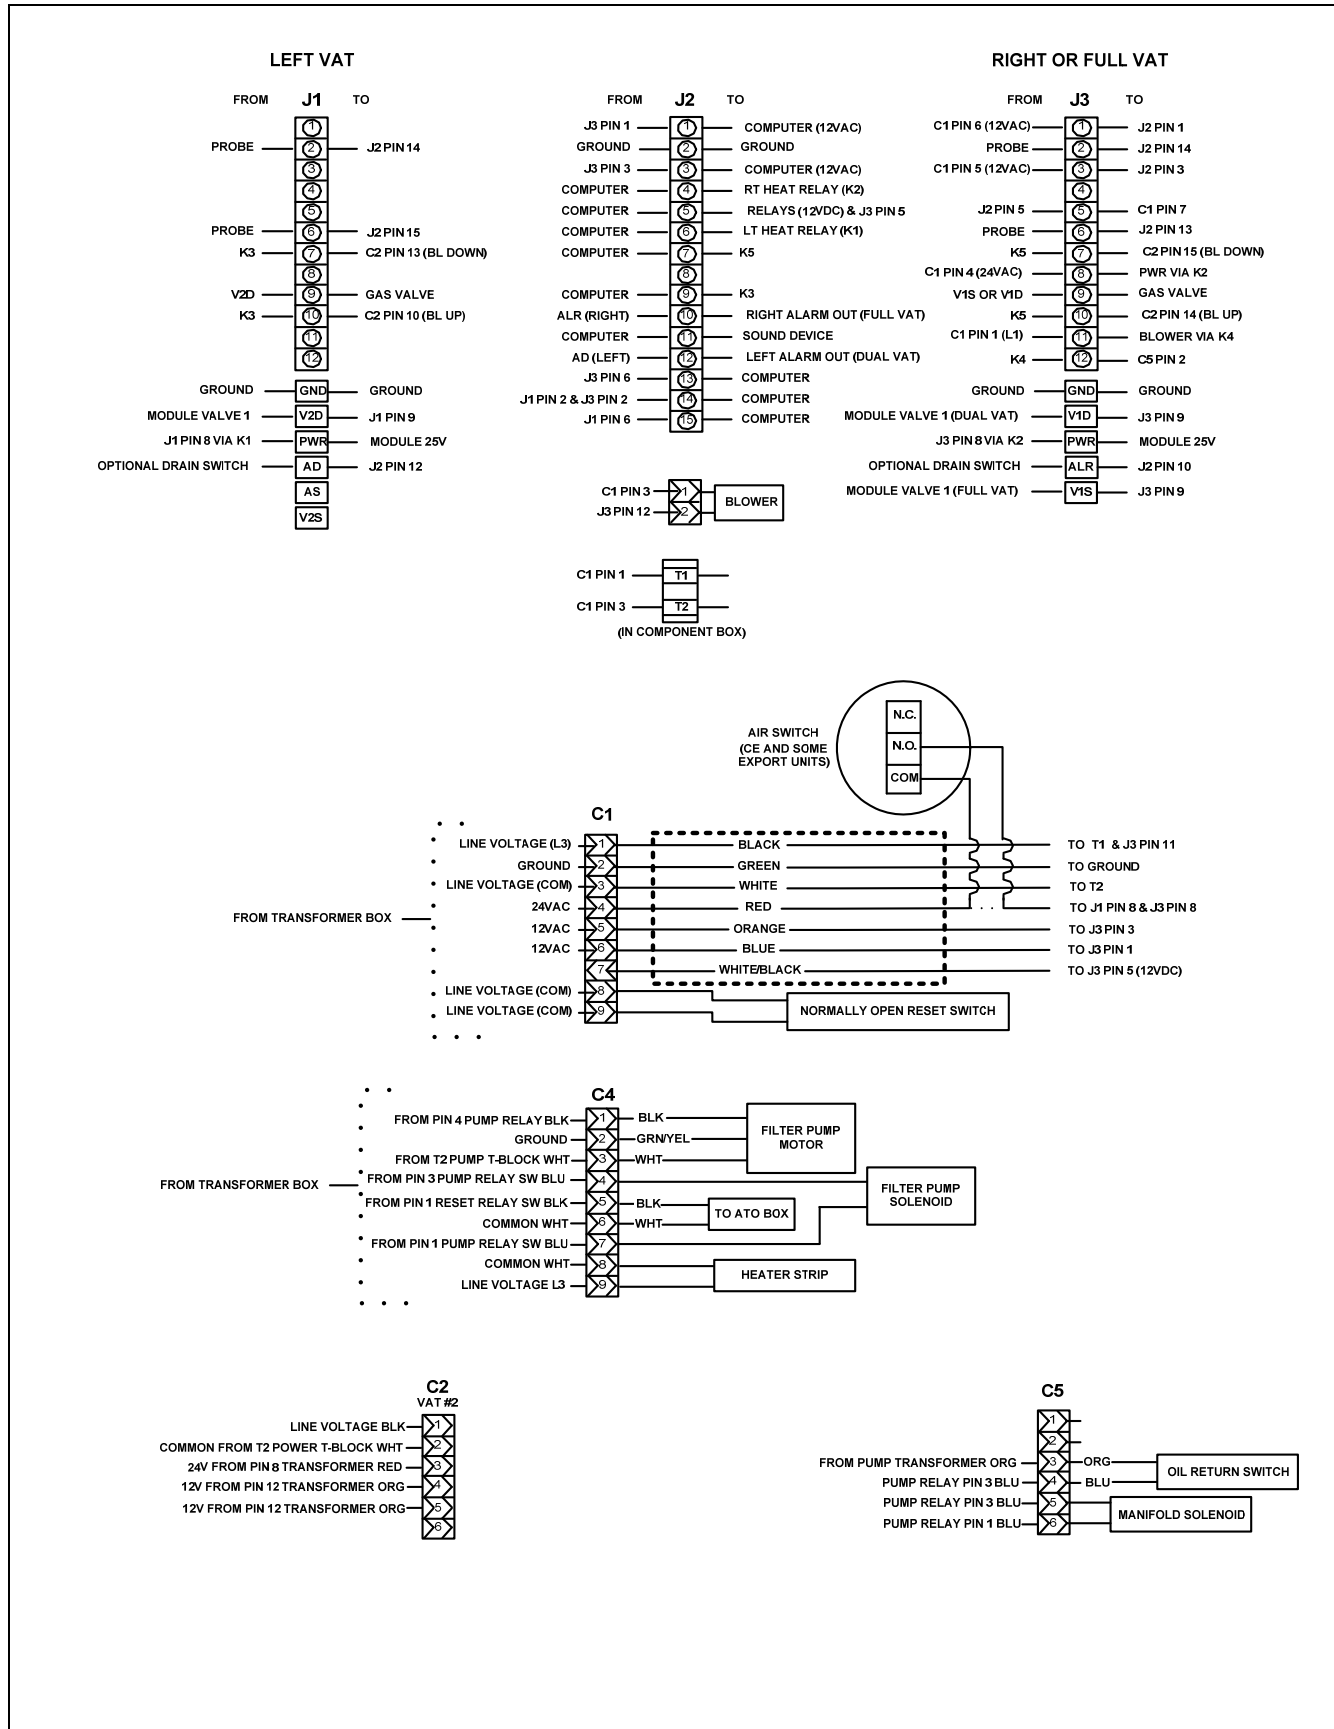 LEFT VAT
RIGHT OR FULL VAT
FROM J1 TO
1
PROBE 2 J2 PIN 14
3
4
5
PROBE 6 J2 PIN 15
K3 7 C2 PIN 13 (BL DOWN)
8
V2D 9 GAS VALVE
K3 10 C2 PIN 10 (BL UP)
11
12
GROUND GND GROUND
MODULE VALVE 1 V2D J1 PIN 9
J1 PIN 8 VIA K1 PWR MODULE 25V
OPTIONAL DRAIN SWITCH AD J2 PIN 12
AS
V2S
FROM J2 TO
J3 PIN 1 1 COMPUTER (12VAC)
GROUND 2 GROUND
J3 PIN 3 3 COMPUTER (12VAC)
COMPUTER 4 RT HEAT RELAY (K2)
COMPUTER 5 RELAYS (12VDC) & J3 PIN 5
COMPUTER 6 LT HEAT RELAY (K1)
COMPUTER 7 K5
8
COMPUTER 9 K3
ALR (RIGHT) 10 RIGHT ALARM OUT (FULL VAT)
COMPUTER 11 SOUND DEVICE
AD (LEFT) 12 LEFT ALARM OUT (DUAL VAT)
J3 PIN 6 13 COMPUTER
J1 PIN 2 & J3 PIN 2 14 COMPUTER
J1 PIN 6 15 COMPUTER
FROM J3 TO
C1 PIN 6 (12VAC) 1 J2 PIN 1
PROBE 2 J2 PIN 14
C1 PIN 5 (12VAC) 3 J2 PIN 3
4
J2 PIN 5 5 C1 PIN 7
PROBE 6 J2 PIN 13
K5 7 C2 PIN 15 (BL DOWN)
C1 PIN 4 (24VAC) 8 PWR VIA K2
V1S OR V1D 9 GAS VALVE
K5 10 C2 PIN 14 (BL UP)
C1 PIN 1 (L1) 11 BLOWER VIA K4
K4 12 C5 PIN 2
GROUND GND GROUND
MODULE VALVE 1 (DUAL VAT) V1D J3 PIN 9
J3 PIN 8 VIA K2 PWR MODULE 25V
OPTIONAL DRAIN SWITCH ALR J2 PIN 10
MODULE VALVE 1 (FULL VAT) V1S J3 PIN 9
C1 PIN 3 1
J3 PIN 12 2
BLOWER
C1 PIN 1 T1
C1 PIN 3 T2
(IN COMPONENT BOX)
AIR SWITCH
(CE AND SOME
EXPORT UNITS)
N.C.
N.O.
COM
C1
FROM TRANSFORMER BOX
LINE VOLTAGE (L3) 1 BLACK TO T1 & J3 PIN 11
GROUND 2 GREEN TO GROUND
LINE VOLTAGE (COM) 3 WHITE TO T2
24VAC 4 RED TO J1 PIN 8 & J3 PIN 8
12VAC 5 ORANGE TO J3 PIN 3
12VAC 6 BLUE TO J3 PIN 1
7 WHITE/BLACK TO J3 PIN 5 (12VDC)
LINE VOLTAGE (COM) 8
LINE VOLTAGE (COM) 9
NORMALLY OPEN RESET SWITCH
C4
FROM TRANSFORMER BOX
FROM PIN 4 PUMP RELAY BLK 1 BLK
GROUND 2 GRN/YEL
FROM T2 PUMP T-BLOCK WHT 3 WHT
FILTER PUMP
MOTOR
FROM PIN 3 PUMP RELAY SW BLU 4
FILTER PUMP
SOLENOID
FROM PIN 1 RESET RELAY SW BLK 5 BLK
COMMON WHT 6 WHT
TO ATO BOX
FROM PIN 1 PUMP RELAY SW BLU 7
COMMON WHT 8
LINE VOLTAGE L3 9
HEATER STRIP
C2
VAT #2
LINE VOLTAGE BLK 1
COMMON FROM T2 POWER T-BLOCK WHT 2
24V FROM PIN 8 TRANSFORMER RED 3
12V FROM PIN 12 TRANSFORMER ORG 4
12V FROM PIN 12 TRANSFORMER ORG 5
6
C5
1
2
FROM PUMP TRANSFORMER ORG 3 ORG
PUMP RELAY PIN 3 BLU 4 BLU
OIL RETURN SWITCH
PUMP RELAY PIN 3 BLU 5
PUMP RELAY PIN 1 BLU 6
MANIFOLD SOLENOID